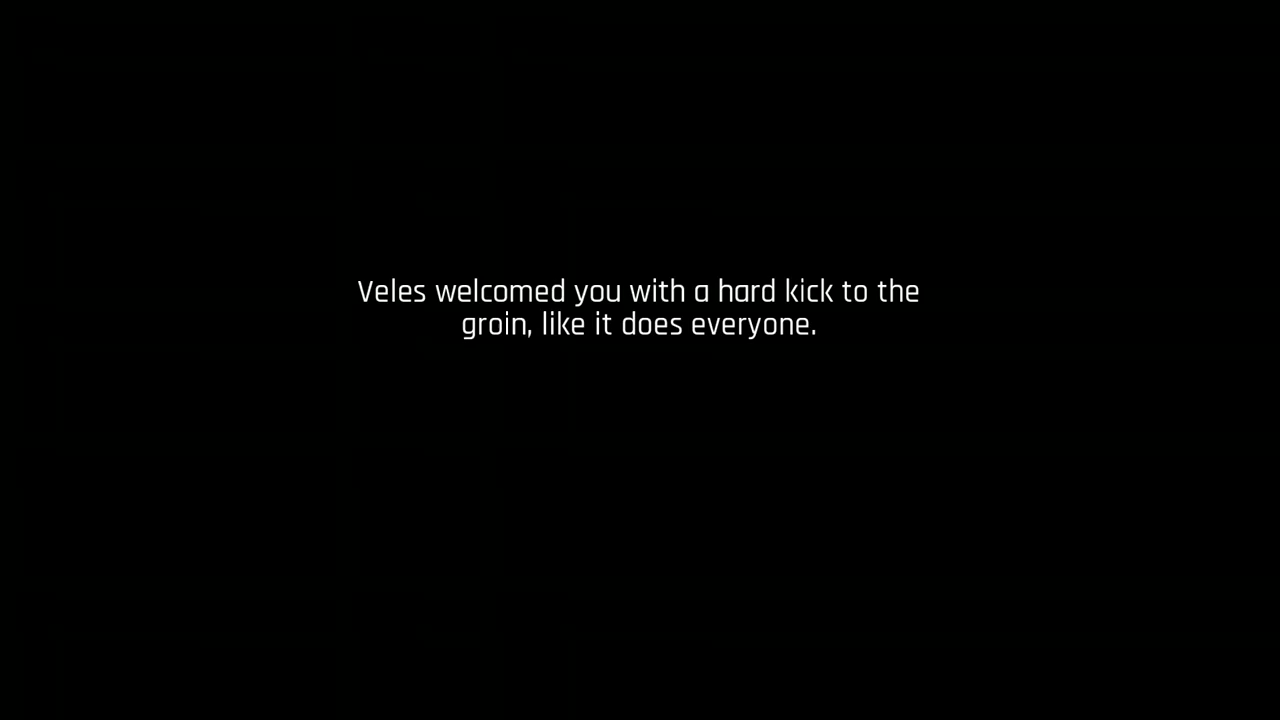 Veles welcomed you with a hard kick to the
groin, like it does everyone.